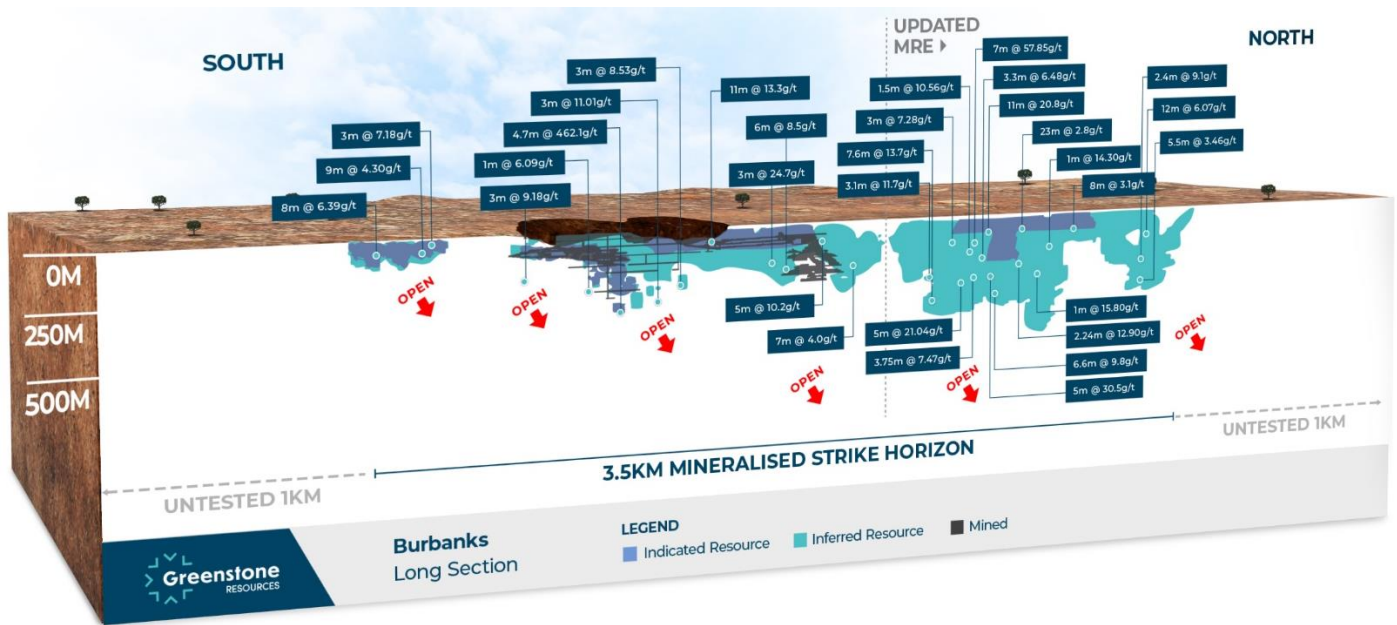 SOUTH
UPDATED
MRE
NORTH
3m @ 7.18g/t
9m @ 4.30g/t
8m @ 6.39g/t
3m @ 8.53g/t
3m @ 11.01g/t
4.7m @ 462.1g/t
1m @ 6.09g/t
3m @ 9.18g/t
11m @ 13.3g/t
6m @ 8.5g/t
3m @ 24.7g/t
7m @ 57.85g/t
1.5m @ 10.56g/t
3.3m @ 6.48g/t
3m @ 7.28g/t
11m @ 20.8g/t
7.6m @ 13.7g/t
23m @ 2.8g/t
3.1m @ 11.7g/t
1m @ 14.30g/t
8m @ 3.1g/t
2.4m @ 9.1g/t
12m @ 6.07g/t
5.5m @ 3.46g/t
0M
250M
500M
OPEN
OPEN
OPEN
OPEN
OPEN
OPEN
5m @ 10.2g/t
7m @ 4.0g/t
5m @ 21.04g/t
3.75m @ 7.47g/t
1m @ 15.80g/t
2.24m @ 12.90g/t
6.6m @ 9.8g/t
5m @ 30.5g/t
UNTESTED 1KM
3.5KM MINERALISED STRIKE HORIZON
UNTESTED 1KM
Greenstone
RESOURCES
Burbanks
Long Section
LEGEND
Indicated Resource
Inferred Resource
Mined